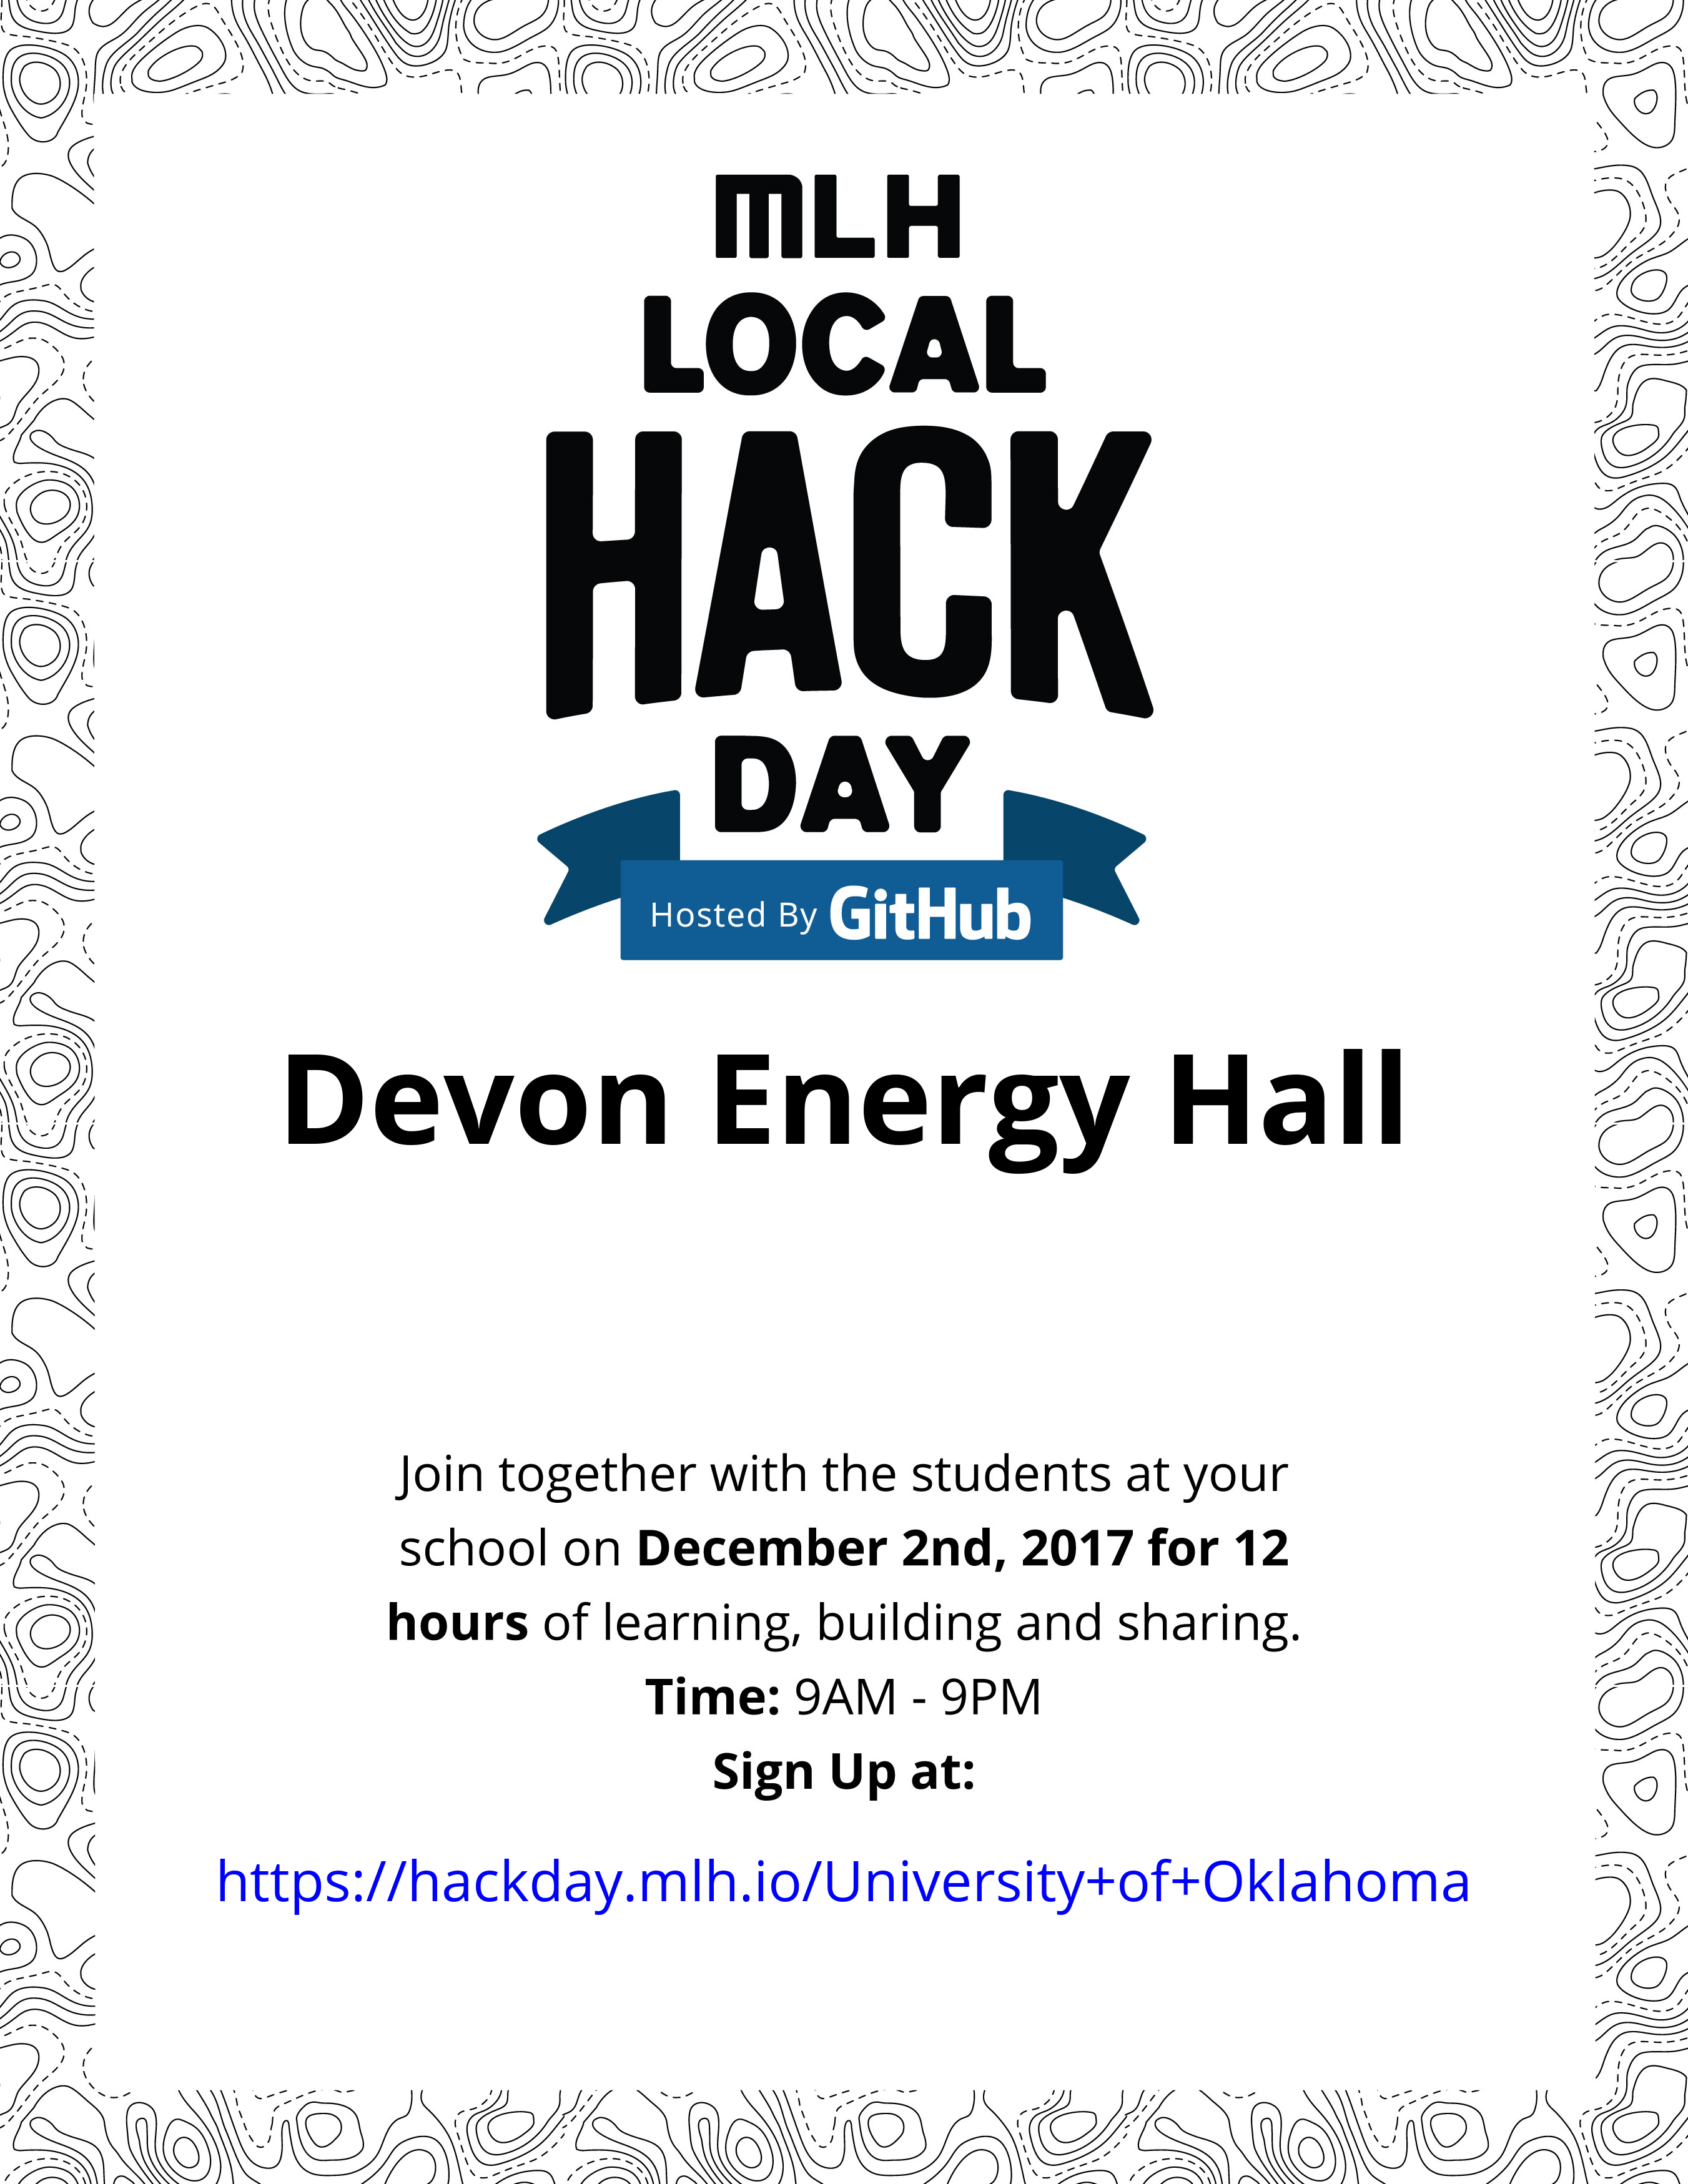 MLH
LOCAL
HACK
DAY
Hosted By GitHub
Devon Energy Hall
Join together with the students at your
school on December 2nd, 2017 for 12
hours of learning, building and sharing.
Time: 9AM - 9PM
Sign Up at:
https://hackday.mlh.io/University+of+Oklahoma